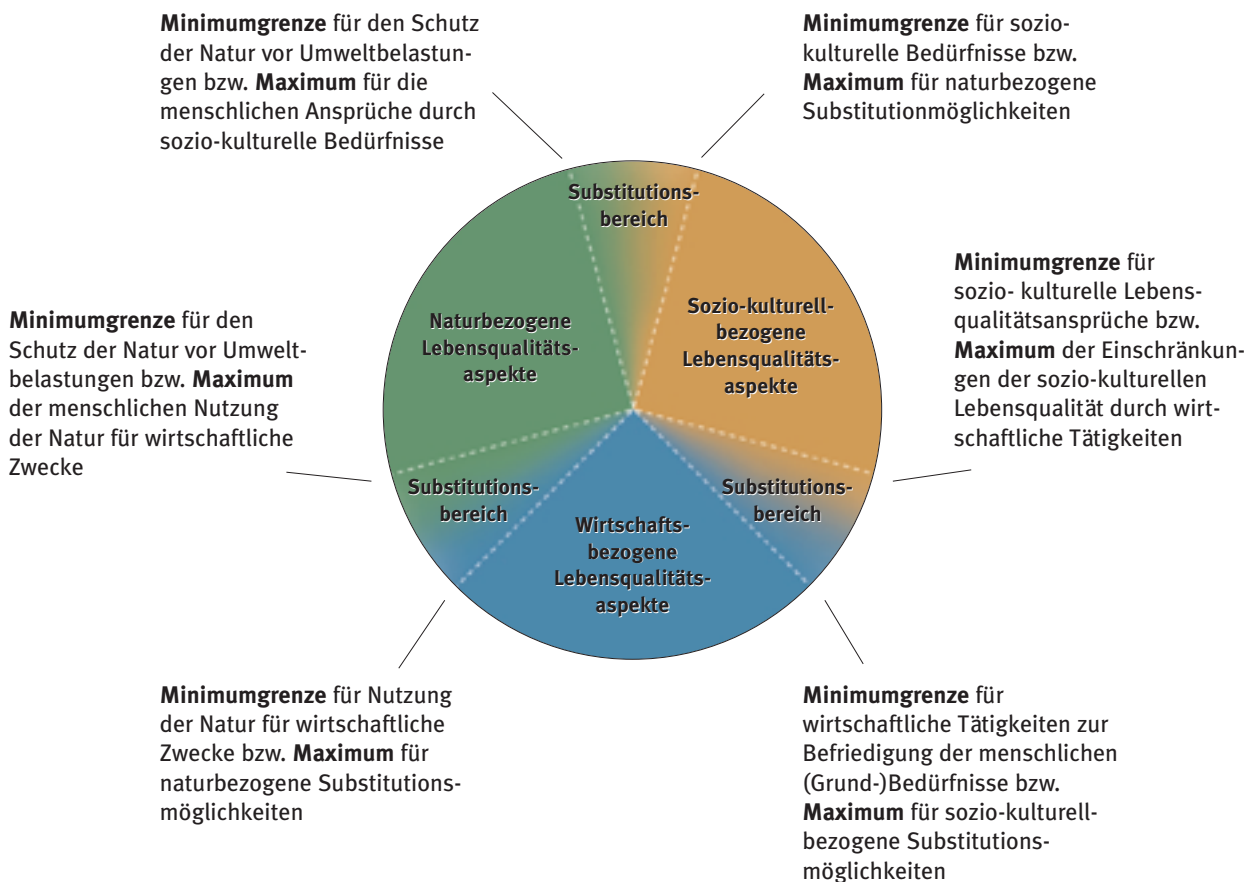 Minimumgrenze für den Schutz
der Natur vor Umweltbelastun-
gen bzw. Maximum für die
menschlichen Ansprüche durch
sozio-kulturelle Bedürfnisse
Minimumgrenze für sozio-
kulturelle Bedürfnisse bzw.
Maximum für naturbezogene
Substitutionmöglichkeiten
Substitutions-
bereich
Minimumgrenze für
sozio- kulturelle Lebens-
qualitätsansprüche bzw.
Maximum der Einschränkun-
gen der sozio-kulturellen
Lebensqualität durch wirt-
schaftliche Tätigkeiten
Sozio-kulturell-
bezogene
Lebensqualitäts-
aspekte
Naturbezogene
Lebensqualitäts-
aspekte
Minimumgrenze für den
Schutz der Natur vor Umwelt-
belastungen bzw. Maximum
der menschlichen Nutzung
der Natur für wirtschaftliche
Zwecke
Substitutions-
bereich
Substitutions-
bereich
Wirtschafts-
bezogene
Lebensqualitäts-
aspekte
Minimumgrenze für Nutzung
der Natur für wirtschaftliche
Zwecke bzw. Maximum für
naturbezogene Substitutions-
möglichkeiten
Minimumgrenze für
wirtschaftliche Tätigkeiten zur
Befriedigung der menschlichen
(Grund-)Bedürfnisse bzw.
Maximum für sozio-kulturell-
bezogene Substitutions-
möglichkeiten